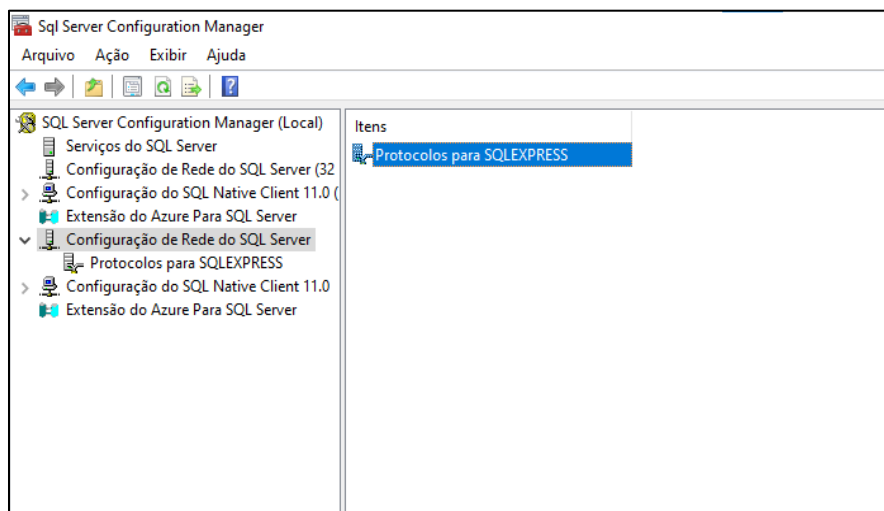 Sql Server Configuration Manager
Arquivo Ação Exibir Ajuda
SQL Server Configuration Manager (Local)
Serviços do SQL Server
Configuração de Rede do SQL Server (32
Configuração do SQL Native Client 11.0 (
Extensão do Azure Para SQL Server
Configuração de Rede do SQL Server
Protocolos para SQLEXPRESS
Configuração do SQL Native Client 11.0
Extensão do Azure Para SQL Server
Itens
Protocolos para SQLEXPRESS